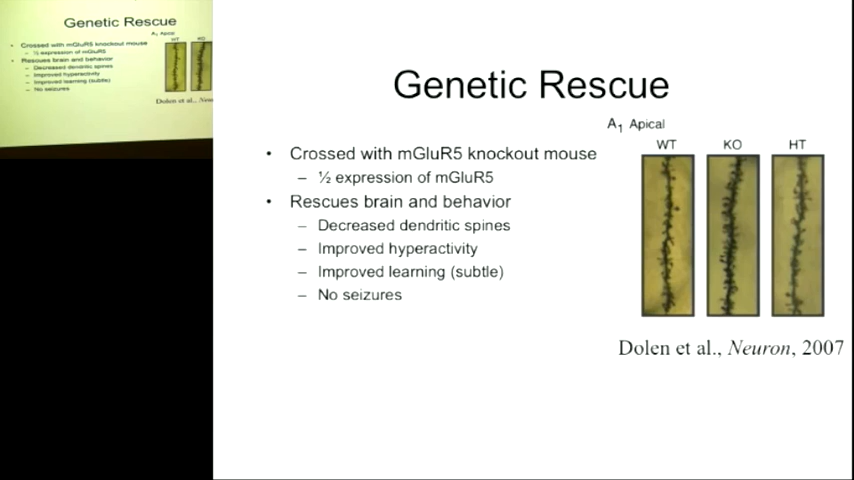 Genetic Rescue
A₁ Apical
WT KO
• Crossed with mGluR5 knockout mouse
– ½ expression of mGluR5
• Rescues brain and behavior
– Decreased dendritic spines
– Improved hyperactivity
– Improved learning (subtle)
– No seizures
Dolen et al.,
Genetic Rescue
A₁ Apical
WT KO HT
• Crossed with mGluR5 knockout mouse
– ½ expression of mGluR5
• Rescues brain and behavior
– Decreased dendritic spines
– Improved hyperactivity
– Improved learning (subtle)
– No seizures
Dolen et al., Neuron, 2007